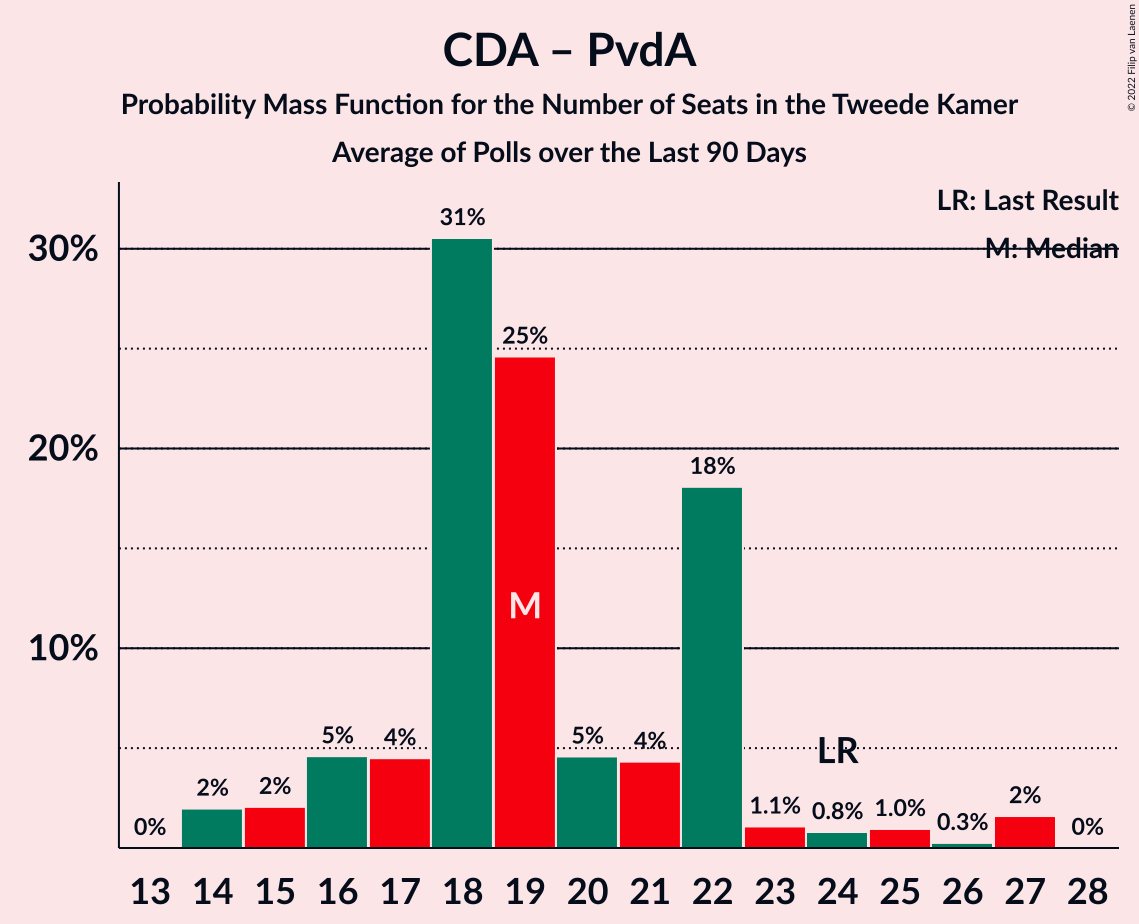 CDA – PvdA
Probability Mass Function for the Number of Seats in the Tweede Kamer
Average of Polls over the Last 90 Days
© 2022 Filip van Laenen
LR: Last Result
M: Median
30%
20%
10%
0%
2%
2%
5%
4%
31%
25%
5%
4%
18%
1.1%
0.8%
1.0%
0.3%
2%
0%
M
LR
13 14 15 16 17 18 19 20 21 22 23 24 25 26 27 28